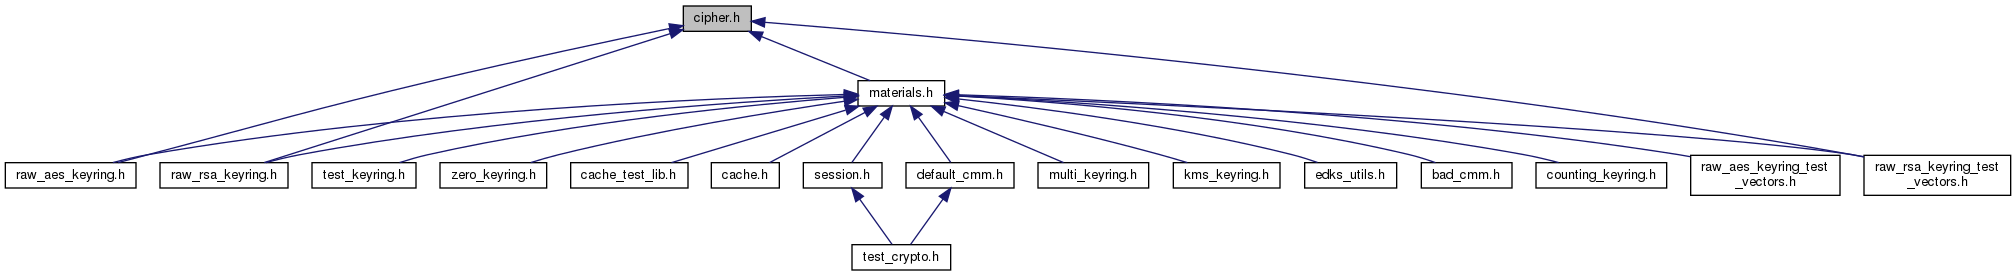 cipher.h
materials.h
raw_aes_keyring.h
raw_rsa_keyring.h
test_keyring.h
zero_keyring.h
cache_test_lib.h
cache.h
session.h
default_cmm.h
multi_keyring.h
kms_keyring.h
edks_utils.h
bad_cmm.h
counting_keyring.h
raw_aes_keyring_test
_vectors.h
raw_rsa_keyring_test
_vectors.h
test_crypto.h